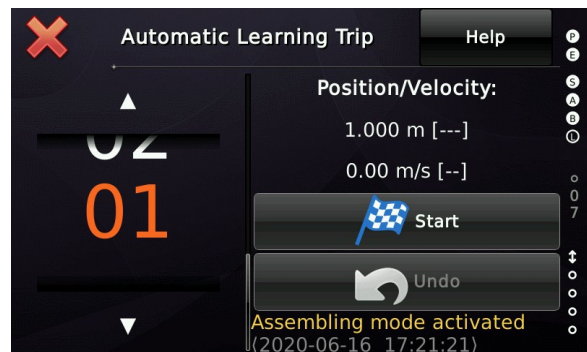 Automatic Learning Trip
Help
Position/Velocity:
1.000 m [---]
0.00 m/s [--]
02
01
Start
Undo
Assembling mode activated
(2020-06-16 17:21:21)
P
E
S
A
B
L
0
7